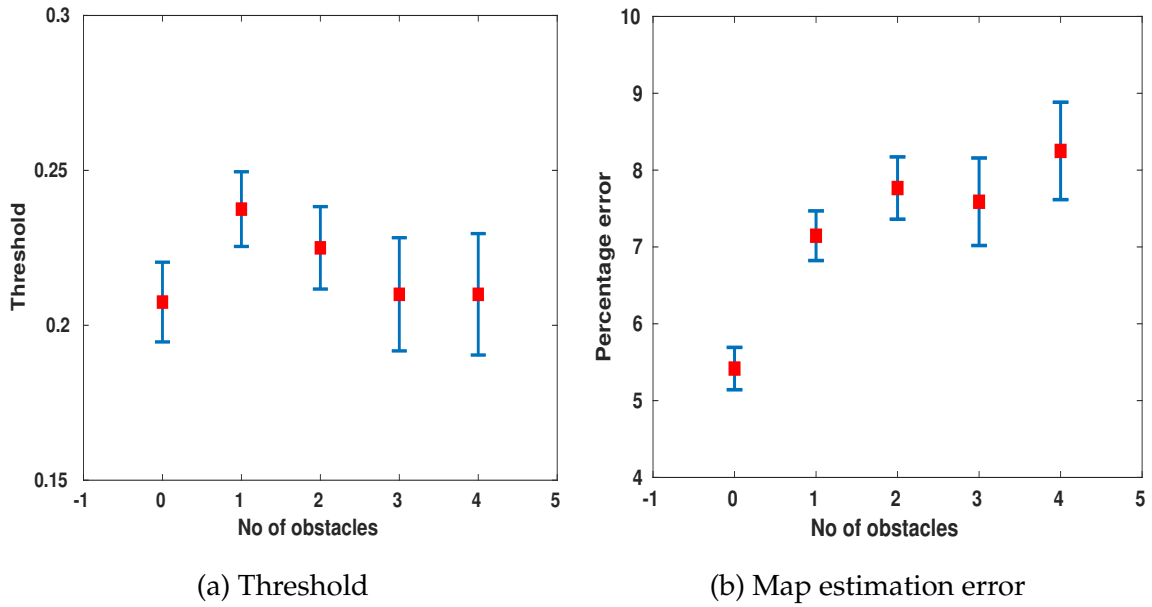 0.3
0.25
0.2
0.15
Threshold
-1 0 1 2 3 4 5
No of obstacles
(a) Threshold
10
9
8
7
6
5
4
Percentage error
-1 0 1 2 3 4 5
No of obstacles
(b) Map estimation error